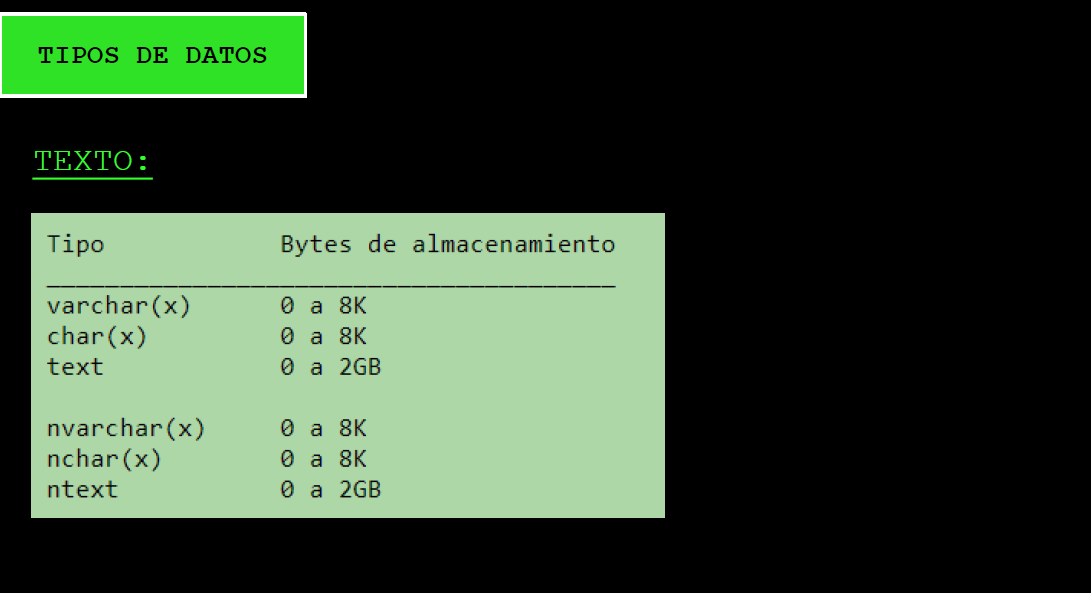 TIPOS DE DATOS
TEXTO:
Tipo Bytes de almacenamiento
varchar(x) 0 a 8K
char(x) 0 a 8K
text 0 a 2GB
nvarchar(x) 0 a 8K
nchar(x) 0 a 8K
ntext 0 a 2GB